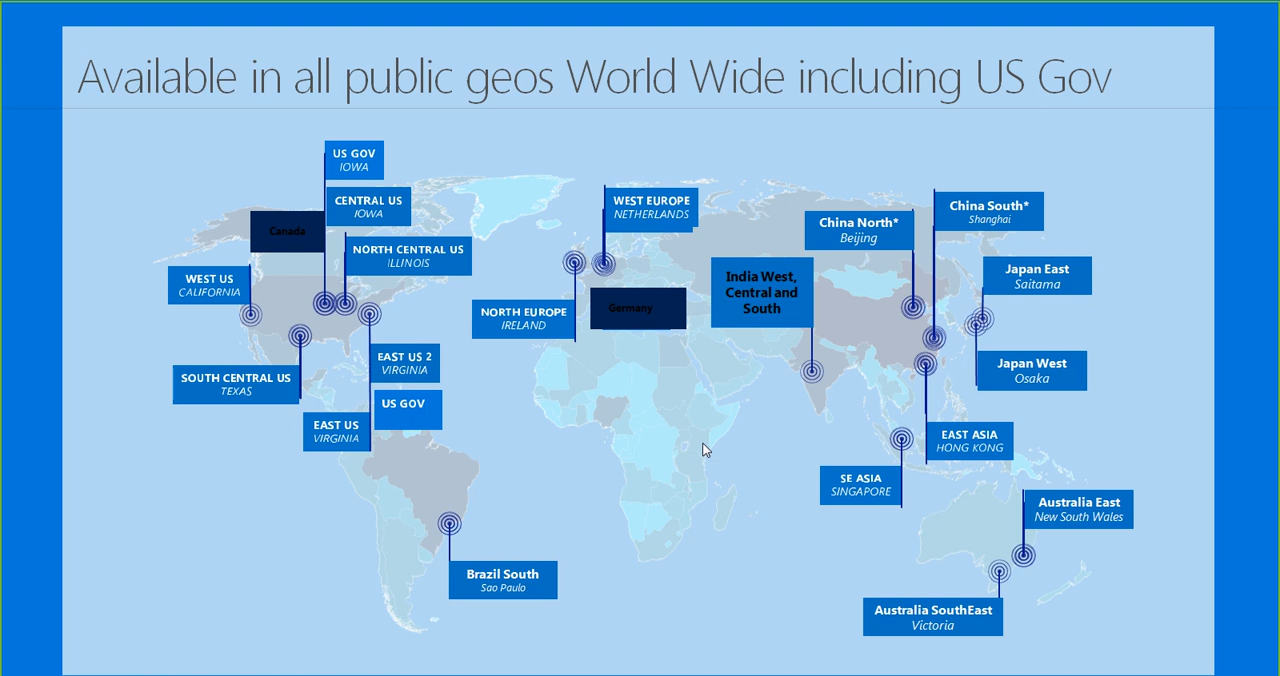 Available in all public geos World Wide including US Gov
US GOV
IOWA
CENTRAL US
IOWA
Canada
NORTH CENTRAL US
ILLINOIS
WEST US
CALIFORNIA
SOUTH CENTRAL US
TEXAS
EAST US 2
VIRGINIA
US GOV
EAST US
VIRGINIA
Brazil South
Sao Paulo
WEST EUROPE
NETHERLANDS
NORTH EUROPE
IRELAND
Germany
India West,
Central and
South
China North*
Beijing
China South*
Shanghai
Japan East
Saitama
Japan West
Osaka
EAST ASIA
HONG KONG
SE ASIA
SINGAPORE
Australia East
New South Wales
Australia SouthEast
Victoria